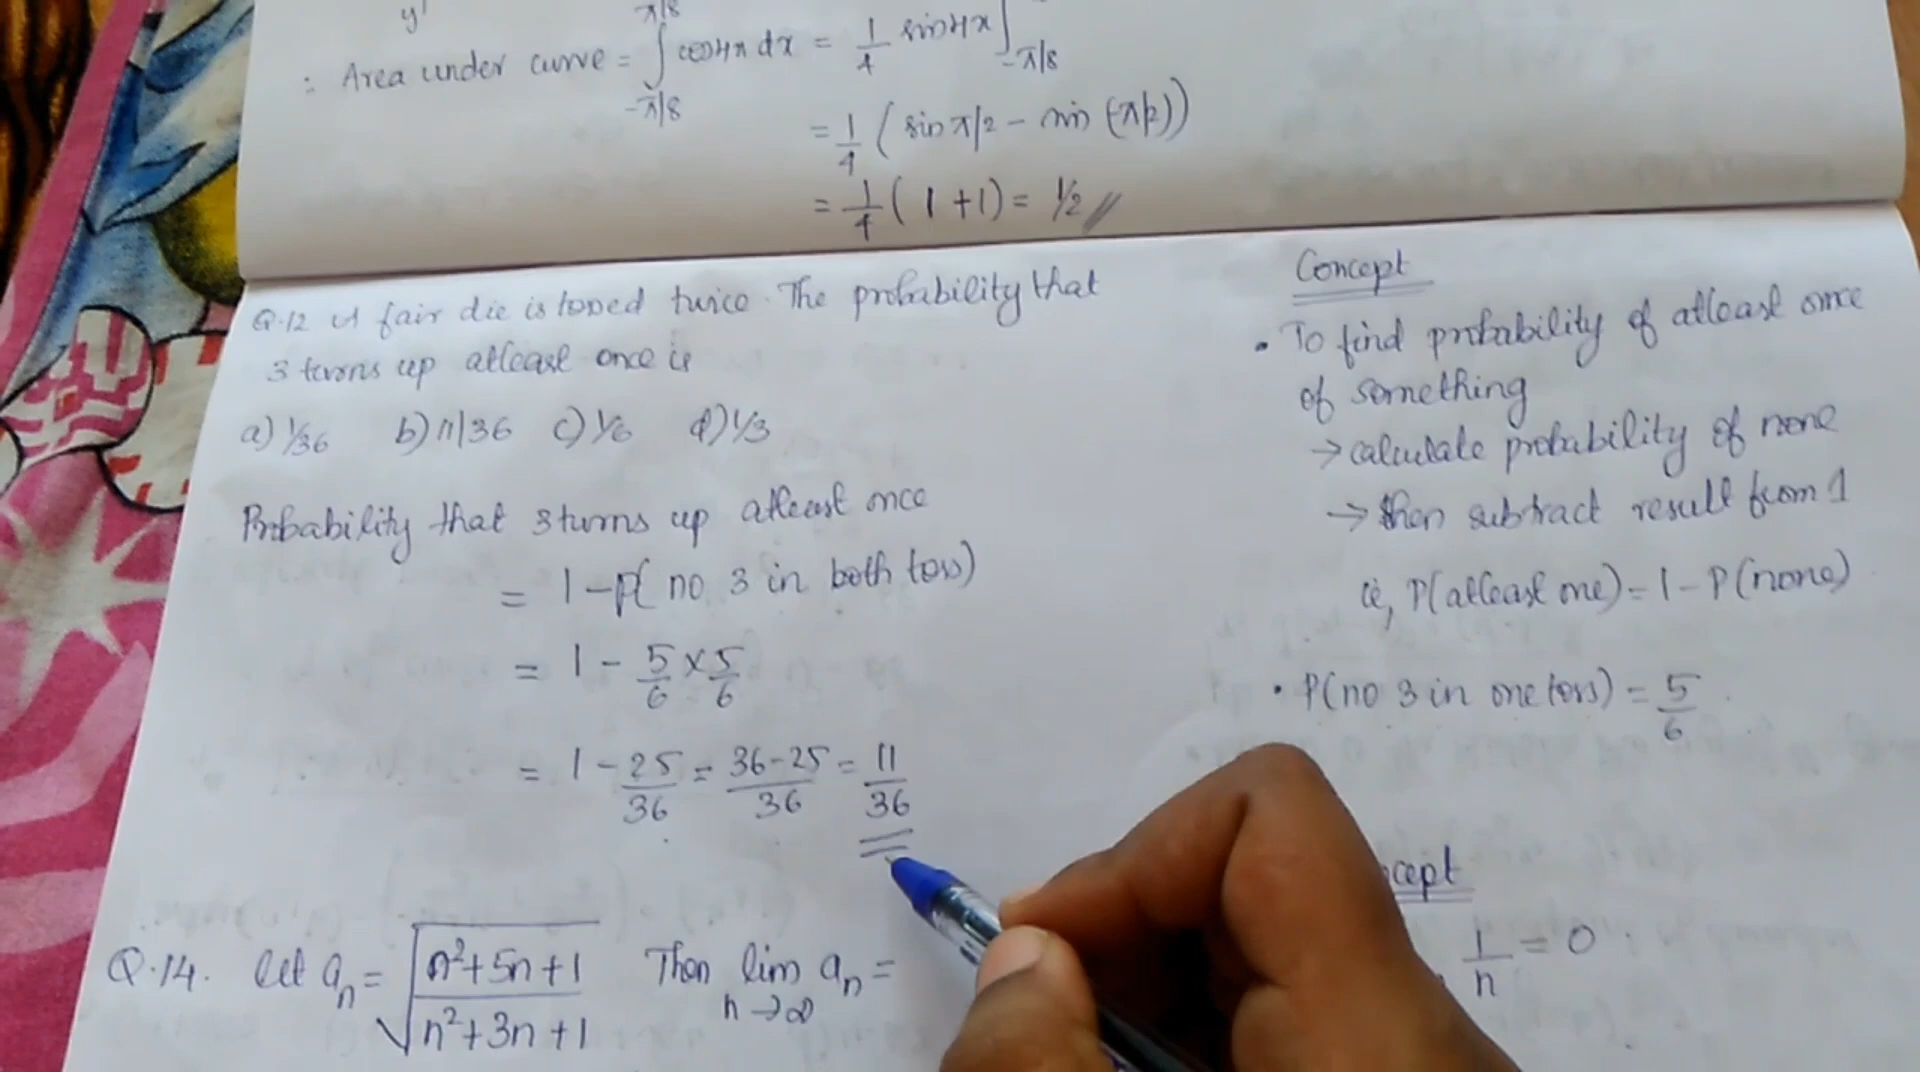 y'
π/8
∴ Area under curve = ∫ cos4x dx = 1/4 sin4x]
-π/8 -π/8
= 1/4 (sin π/2 - sin (-π/2))
= 1/4 (1+1) = 1/2 //
Q.12 A fair die is tossed twice. The probability that
3 turns up atleast once is
a) 1/36 b) 11/36 c) 1/6 d) 1/3
Probability that 3 turns up atleast once
= 1 - P( no 3 in both toss)
= 1 - 5/6 × 5/6
= 1 - 25/36 = 36-25/36 = 11/36
Q.14. Let aₙ = √(n²+5n+1 / n²+3n+1) Then lim aₙ =
n→∞
Concept
• To find probability of atleast once
of something
→ calculate probability of none
→ then subtract result from 1
ie, P(atleast one) = 1 - P(none)
• P(no 3 in one toss) = 5/6
cept
1/n = 0